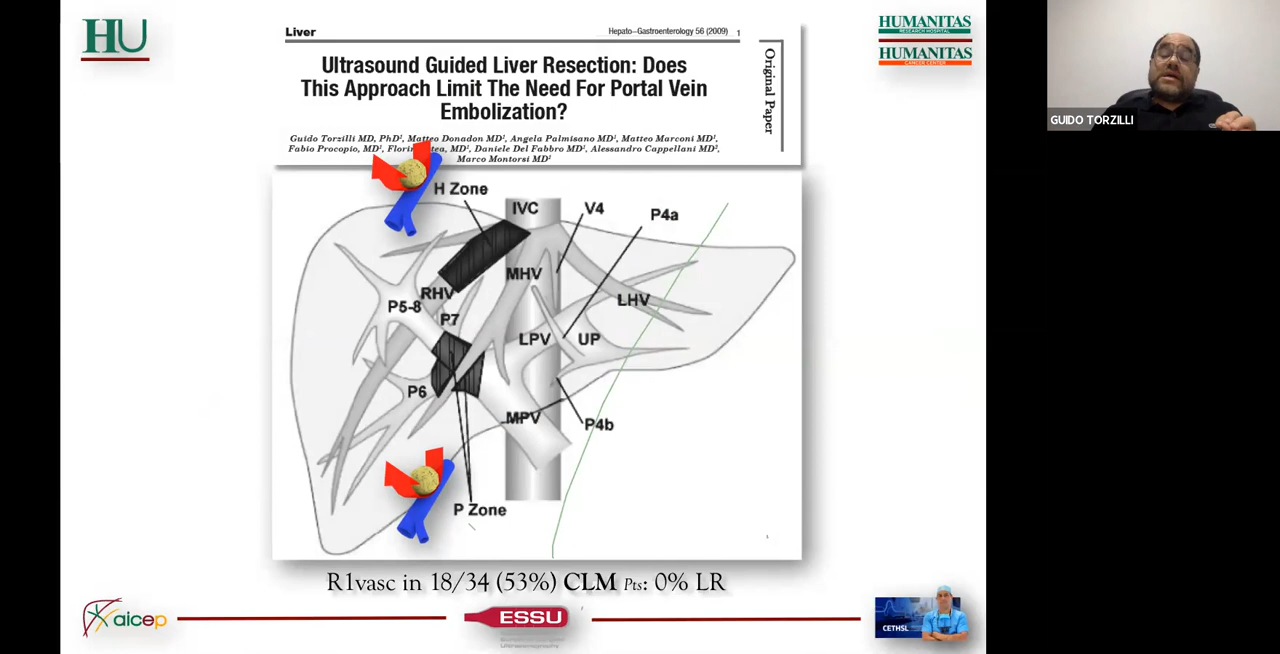 HU
Liver
Hepato–Gastroenterology 56 (2009) 1
Ultrasound Guided Liver Resection: Does
This Approach Limit The Need For Portal Vein
Embolization?
Original Paper
Guido Torzilli MD, PhD¹, Matteo Donadon MD¹, Angela Palmisano MD¹, Matteo Marconi MD¹,
Fabio Procopio, MD¹, MD¹, Daniele Del Fabbro MD¹, Alessandro Cappellani MD²,
Marco Montorsi MD¹
HUMANITAS
RESEARCH HOSPITAL
HUMANITAS
CANCER CENTER
GUIDO TORZILLI
H Zone
IVC
V4
P4a
MHV
RHV
P5-8
P7
LHV
LPV
UP
P6
MPV
P4b
P Zone
R1vasc in 18/34 (53%) CLM Pts: 0% LR
aicep
ESSU
CETHSL